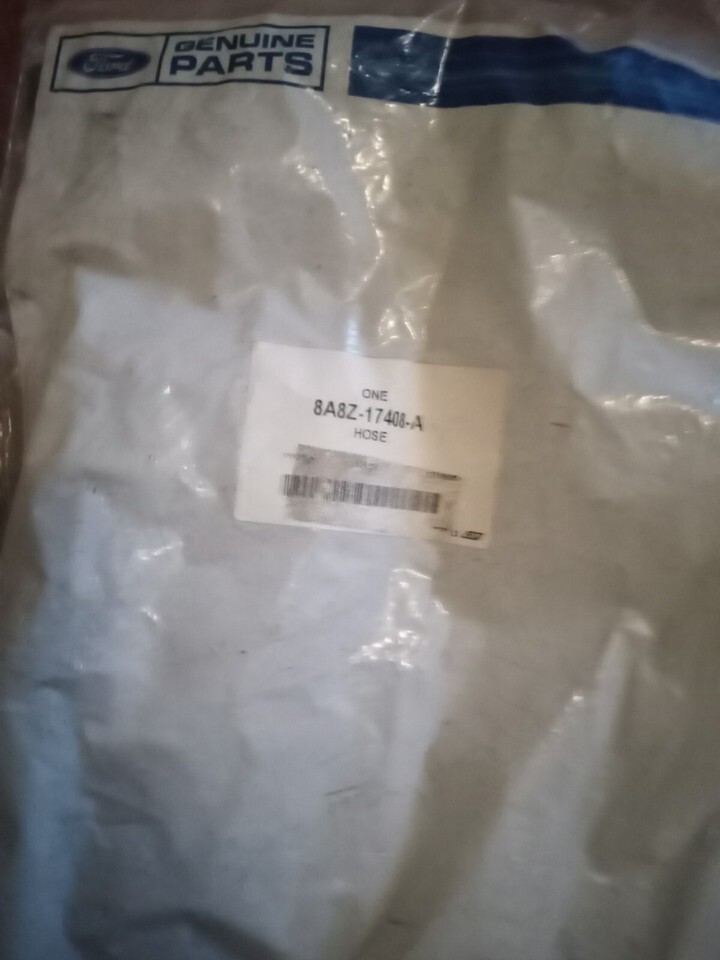 Ford
GENUINE
PARTS
ONE
8A8Z-17408-A
HOSE